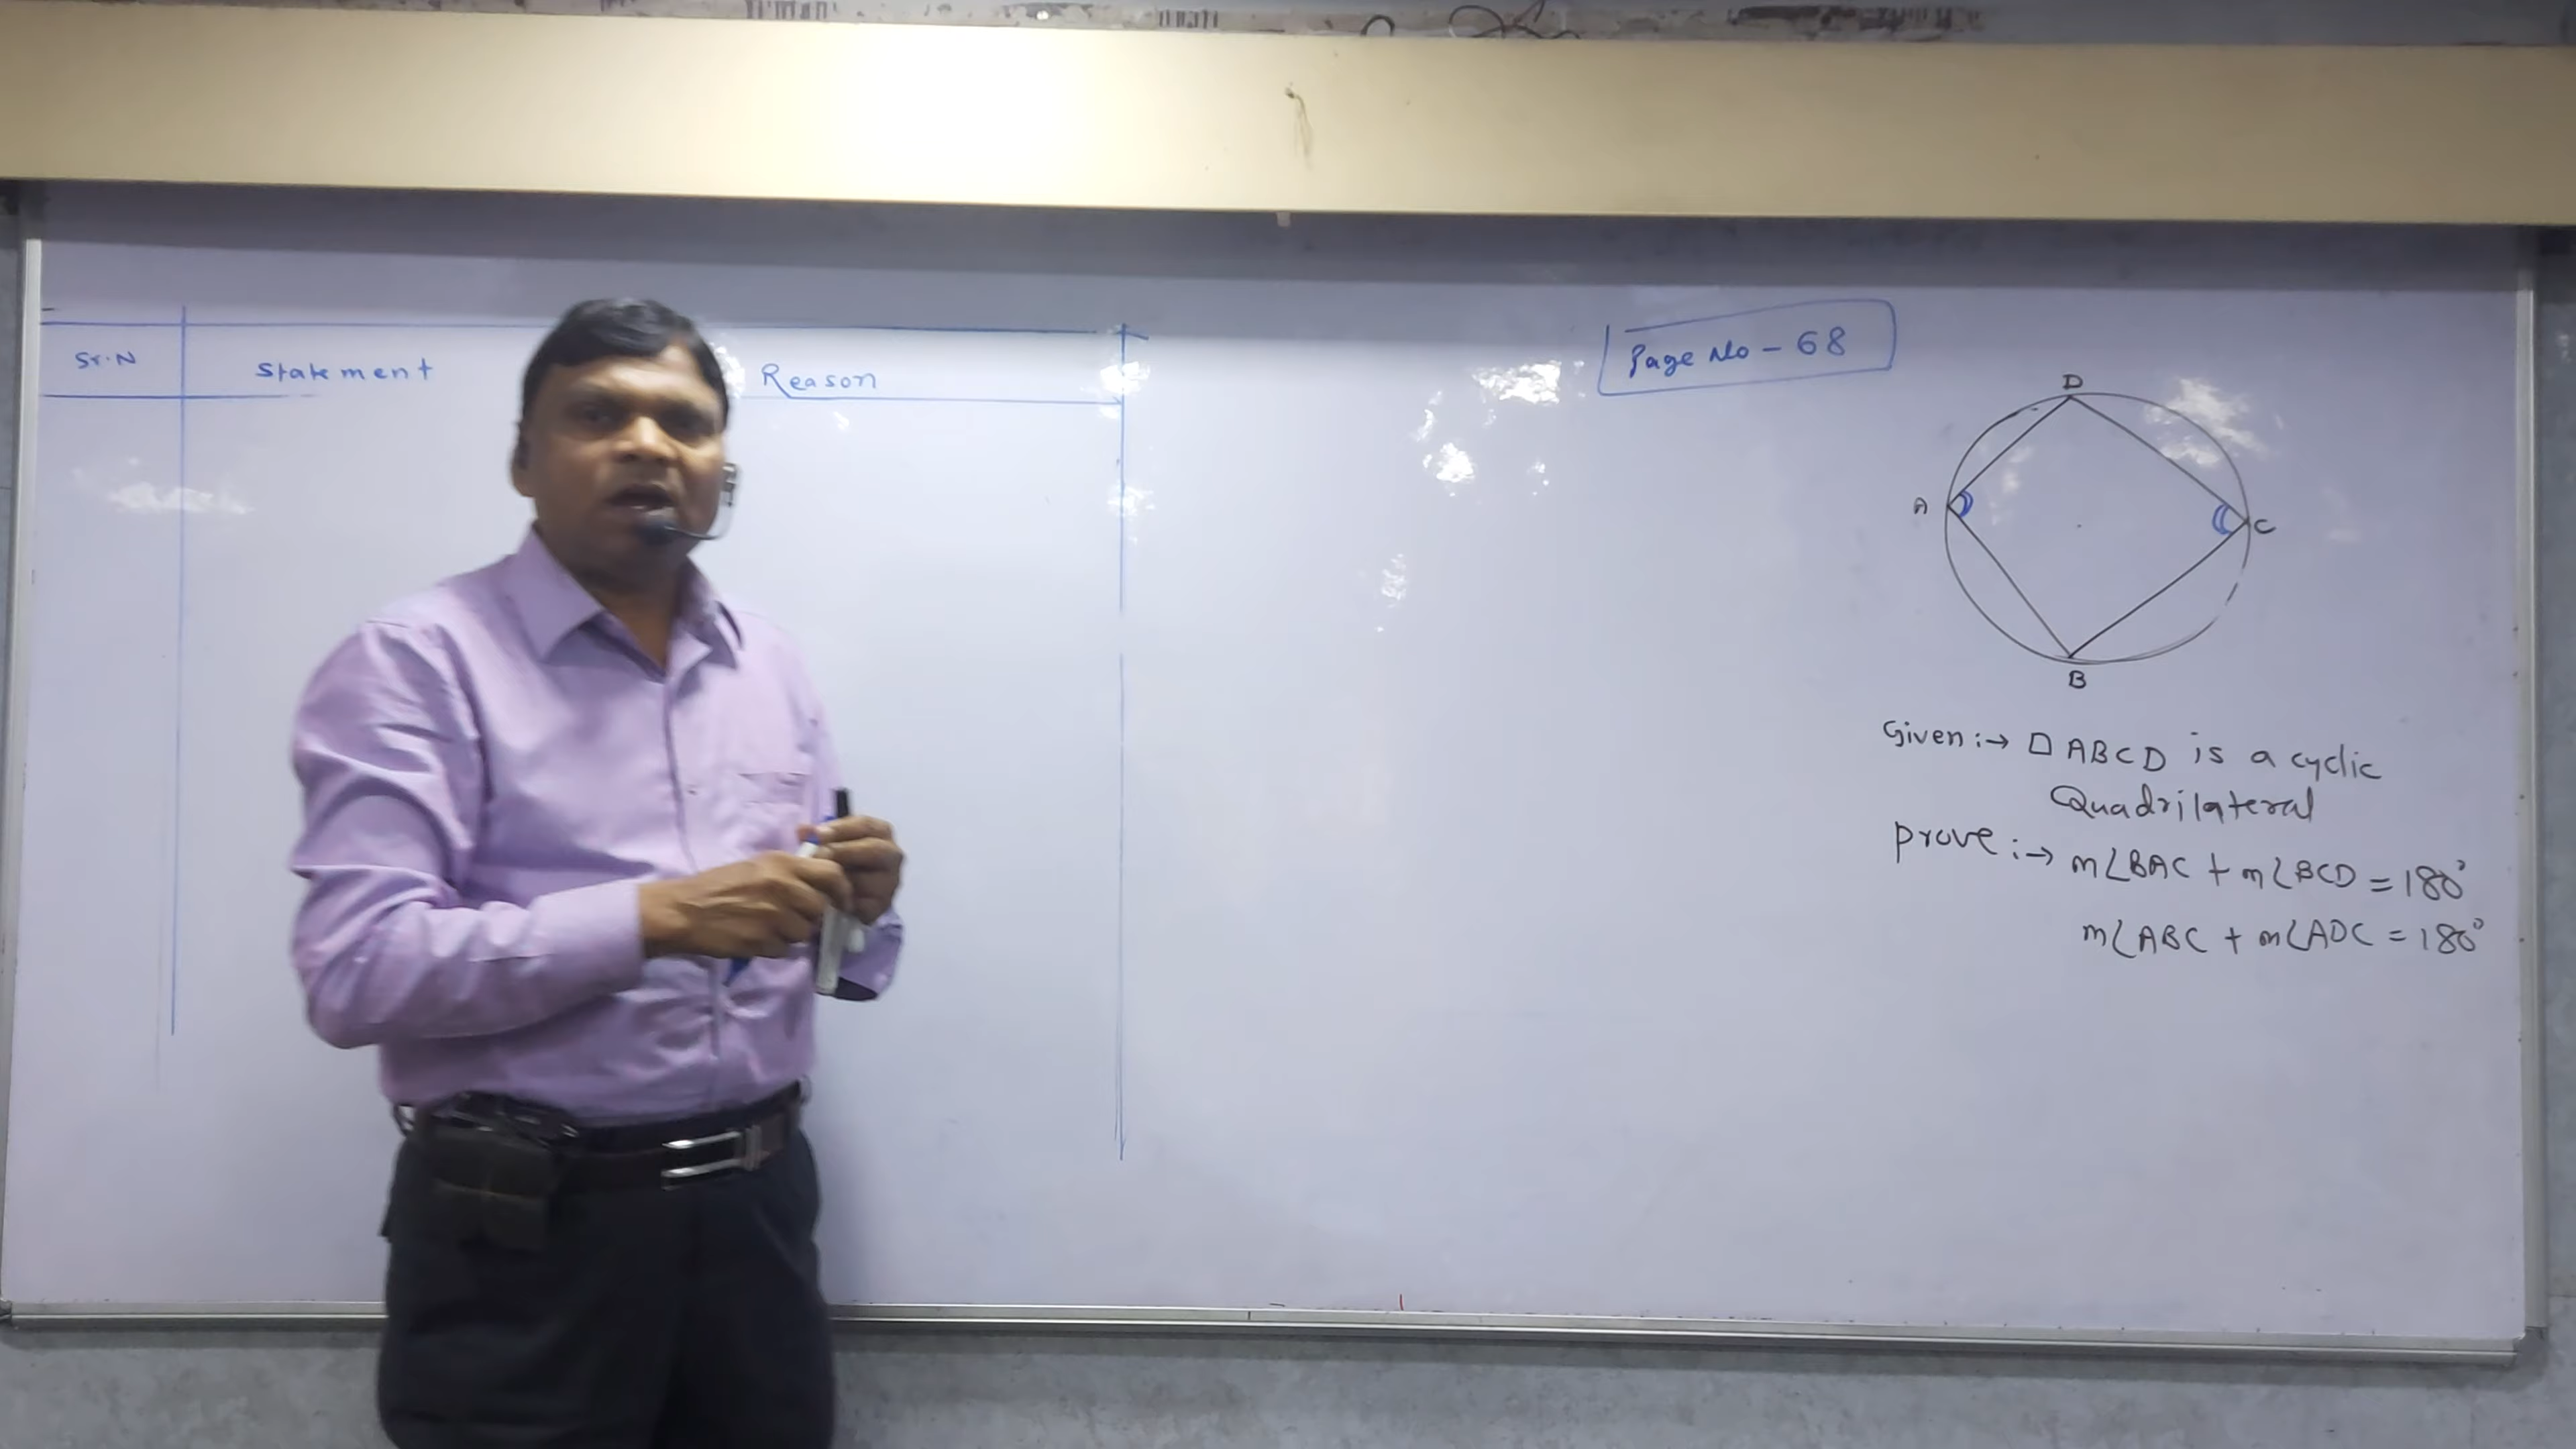 Sr.N
Statement
Reason
Page No - 68
D
A
C
B
Given :→ □ ABCD is a cyclic
Quadrilateral
prove :→ m∠BAC + m∠BCD = 180°
m∠ABC + m∠ADC = 180°